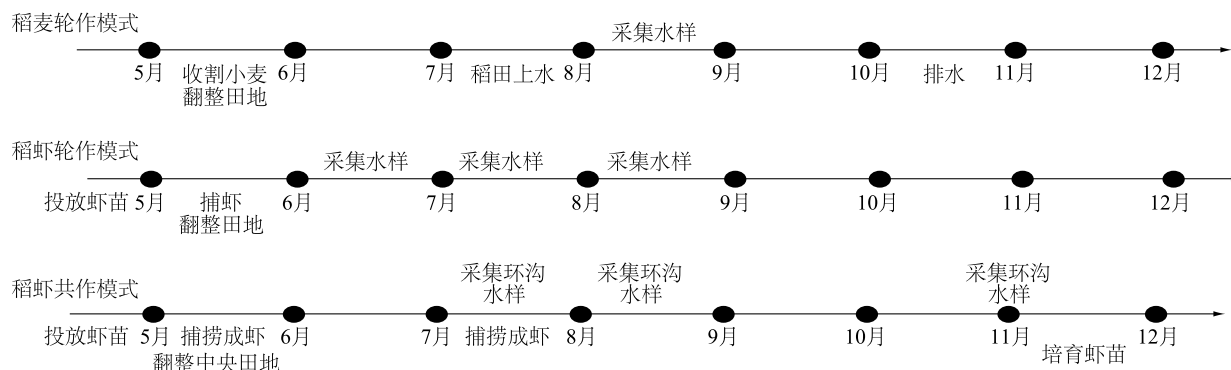 稻麦轮作模式
采集水样
5月 收割小麦 6月 7月 稻田上水 8月 9月 10月 排水 11月 12月
翻整田地
稻虾轮作模式
采集水样 采集水样 采集水样
投放虾苗 5月 捕虾 6月 7月 8月 9月 10月 11月 12月
翻整田地
采集环沟 采集环沟 采集环沟
稻虾共作模式 水样 水样 水样
投放虾苗 5月 捕捞成虾 6月 7月 捕捞成虾 8月 9月 10月 11月 12月
翻整中央田地 培育虾苗